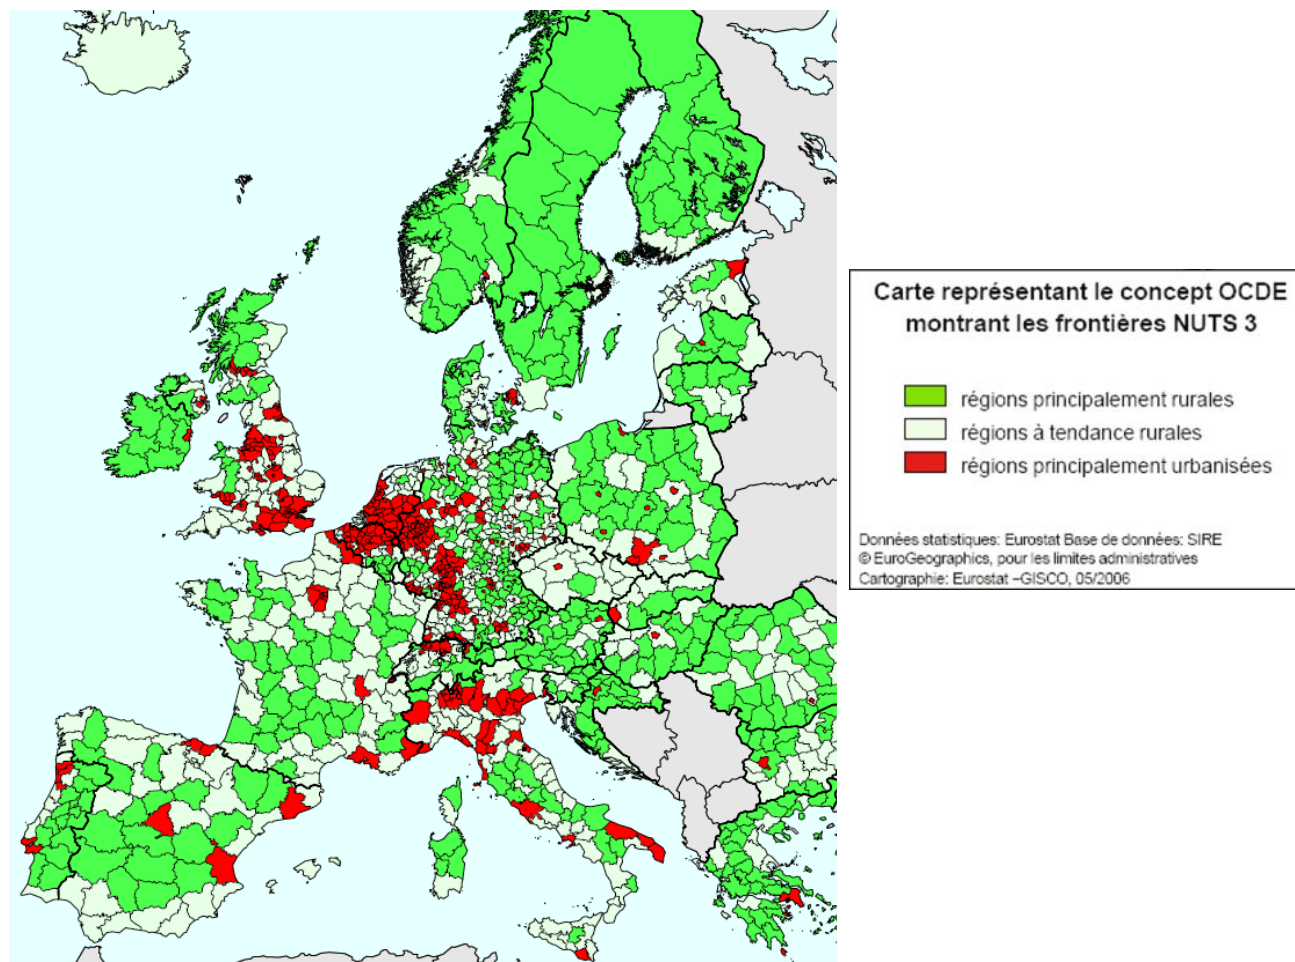 Carte représentant le concept OCDE
montrant les frontières NUTS 3
régions principalement rurales
régions à tendance rurales
régions principalement urbanisées
Données statistiques: Eurostat Base de données: SIRE
© EuroGeographics, pour les limites administratives
Cartographie: Eurostat –GISCO, 05/2006